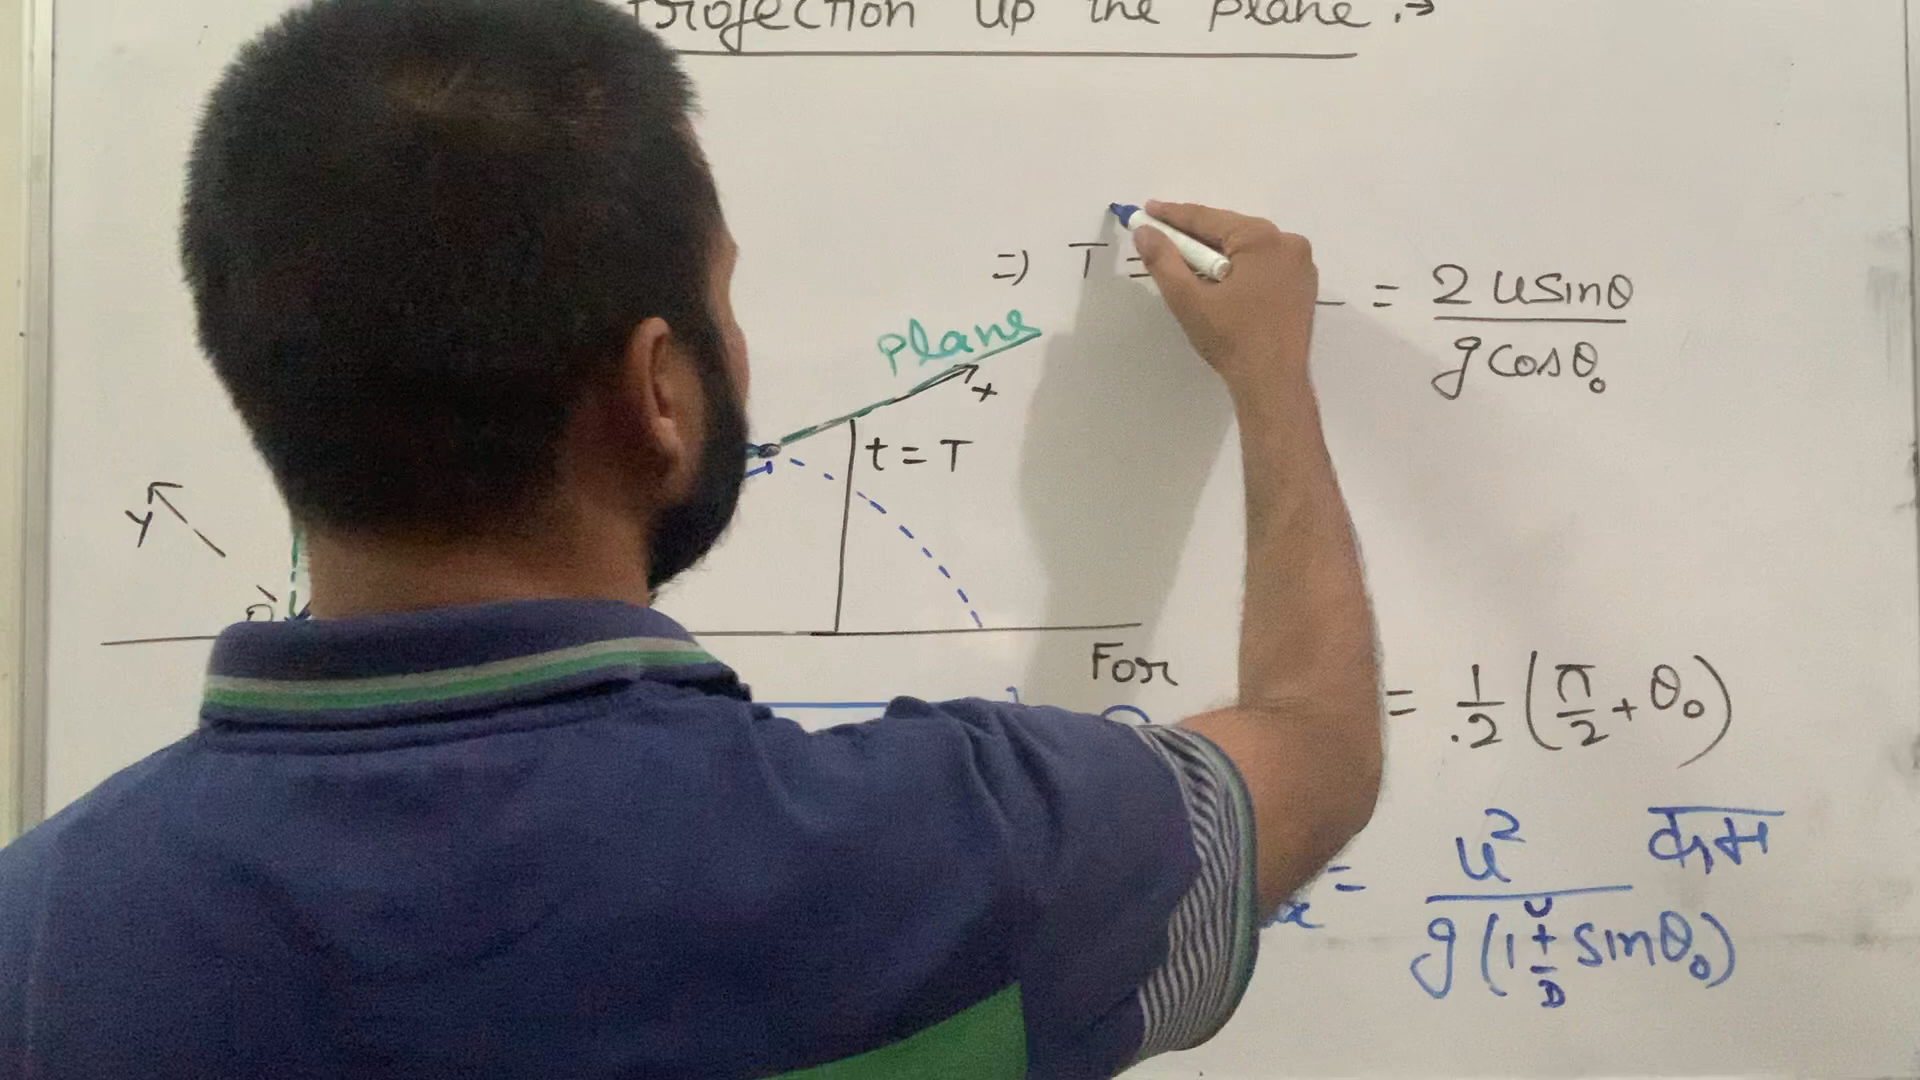 Projection up the plane :→
⇒ T = = 2 u sinθ / g cosθ₀
plane
x
t = T
y
For
= 1/2 (π/2 + θ₀)
= u² / g (1 ± sinθ₀) कम
U
D